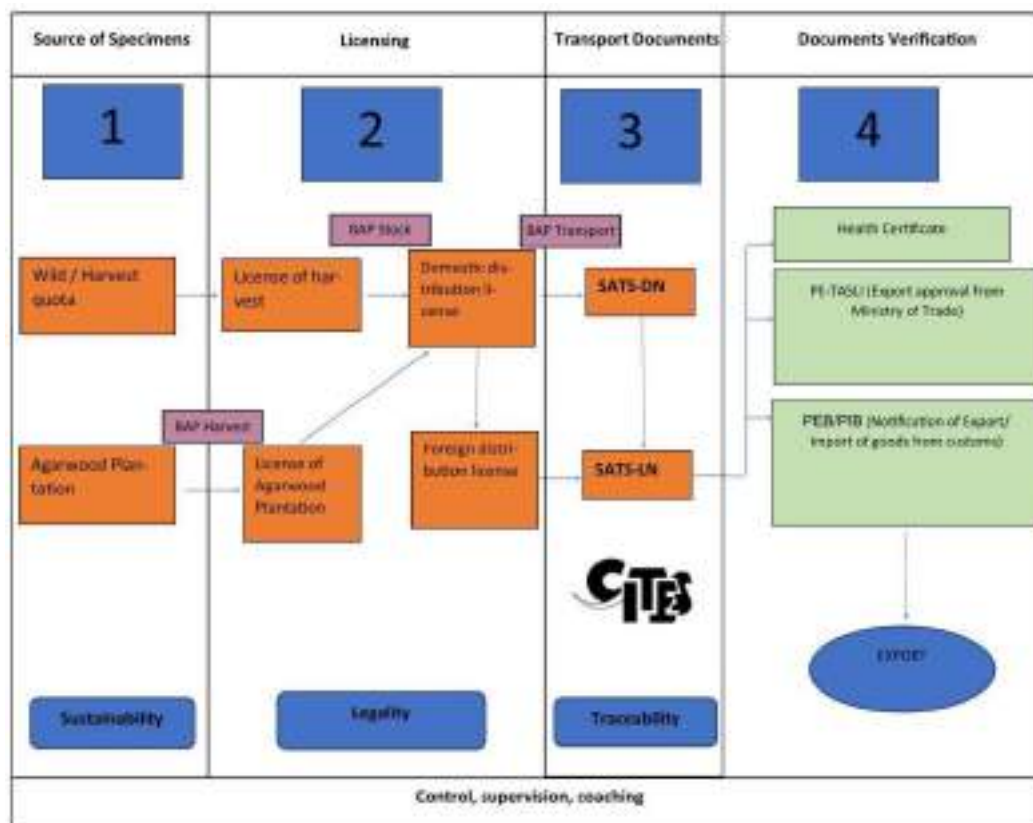 Source of Specimens
Licensing
Transport Documents
Documents Verification
1
2
3
4
BAP Stock
BAP Transport
Health Certificate
Wild / Harvest
quota
License of har-
vest
Domestic dis-
tribution li-
cense
SATS-DN
PE-TASLI (Export approval from
Ministry of Trade)
BAP Harvest
Agarwood Plan-
tation
License of
Agarwood
Plantation
Foreign distri-
bution license
SATS-LN
PEB/PIB (Notification of Export/
Import of goods from customs)
CITES
EXPORT
Sustainability
Legality
Traceability
Control, supervision, coaching